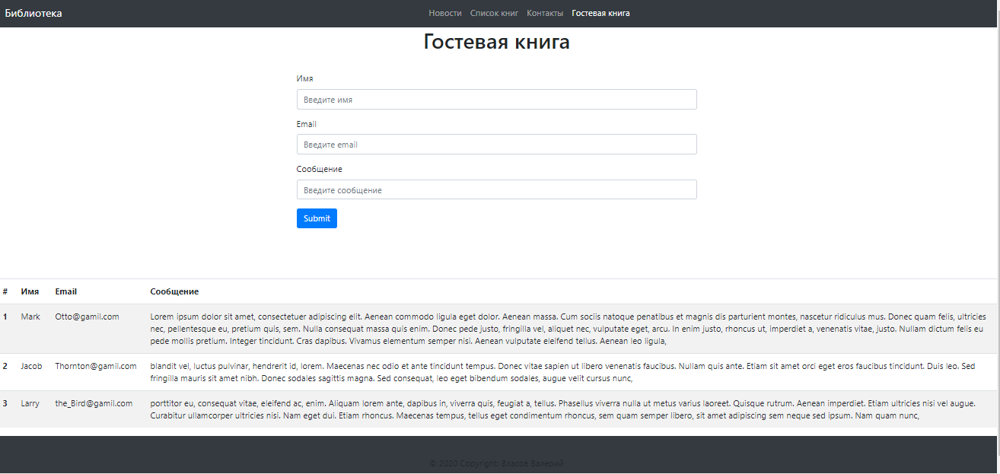 Библиотека Новости Список книг Контакты Гостевая книга
Гостевая книга
Имя
Введите имя
Email
Введите email
Сообщение
Введите сообщение
Submit
# Имя Email Сообщение
1 Mark Otto@gamil.com Lorem ipsum dolor sit amet, consectetuer adipiscing elit. Aenean commodo ligula eget dolor. Aenean massa. Cum sociis natoque penatibus et magnis dis parturient montes, nascetur ridiculus mus. Donec quam felis, ultricies
nec, pellentesque eu, pretium quis, sem. Nulla consequat massa quis enim. Donec pede justo, fringilla vel, aliquet nec, vulputate eget, arcu. In enim justo, rhoncus ut, imperdiet a, venenatis vitae, justo. Nullam dictum felis eu
pede mollis pretium. Integer tincidunt. Cras dapibus. Vivamus elementum semper nisi. Aenean vulputate eleifend tellus. Aenean leo ligula,
2 Jacob Thornton@gamil.com blandit vel, luctus pulvinar, hendrerit id, lorem. Maecenas nec odio et ante tincidunt tempus. Donec vitae sapien ut libero venenatis faucibus. Nullam quis ante. Etiam sit amet orci eget eros faucibus tincidunt. Duis leo. Sed
fringilla mauris sit amet nibh. Donec sodales sagittis magna. Sed consequat, leo eget bibendum sodales, augue velit cursus nunc,
3 Larry the_Bird@gamil.com porttitor eu, consequat vitae, eleifend ac, enim. Aliquam lorem ante, dapibus in, viverra quis, feugiat a, tellus. Phasellus viverra nulla ut metus varius laoreet. Quisque rutrum. Aenean imperdiet. Etiam ultricies nisi vel augue.
Curabitur ullamcorper ultricies nisi. Nam eget dui. Etiam rhoncus. Maecenas tempus, tellus eget condimentum rhoncus, sem quam semper libero, sit amet adipiscing sem neque sed ipsum. Nam quam nunc,
© 2020 Copyright: Власов Валерий